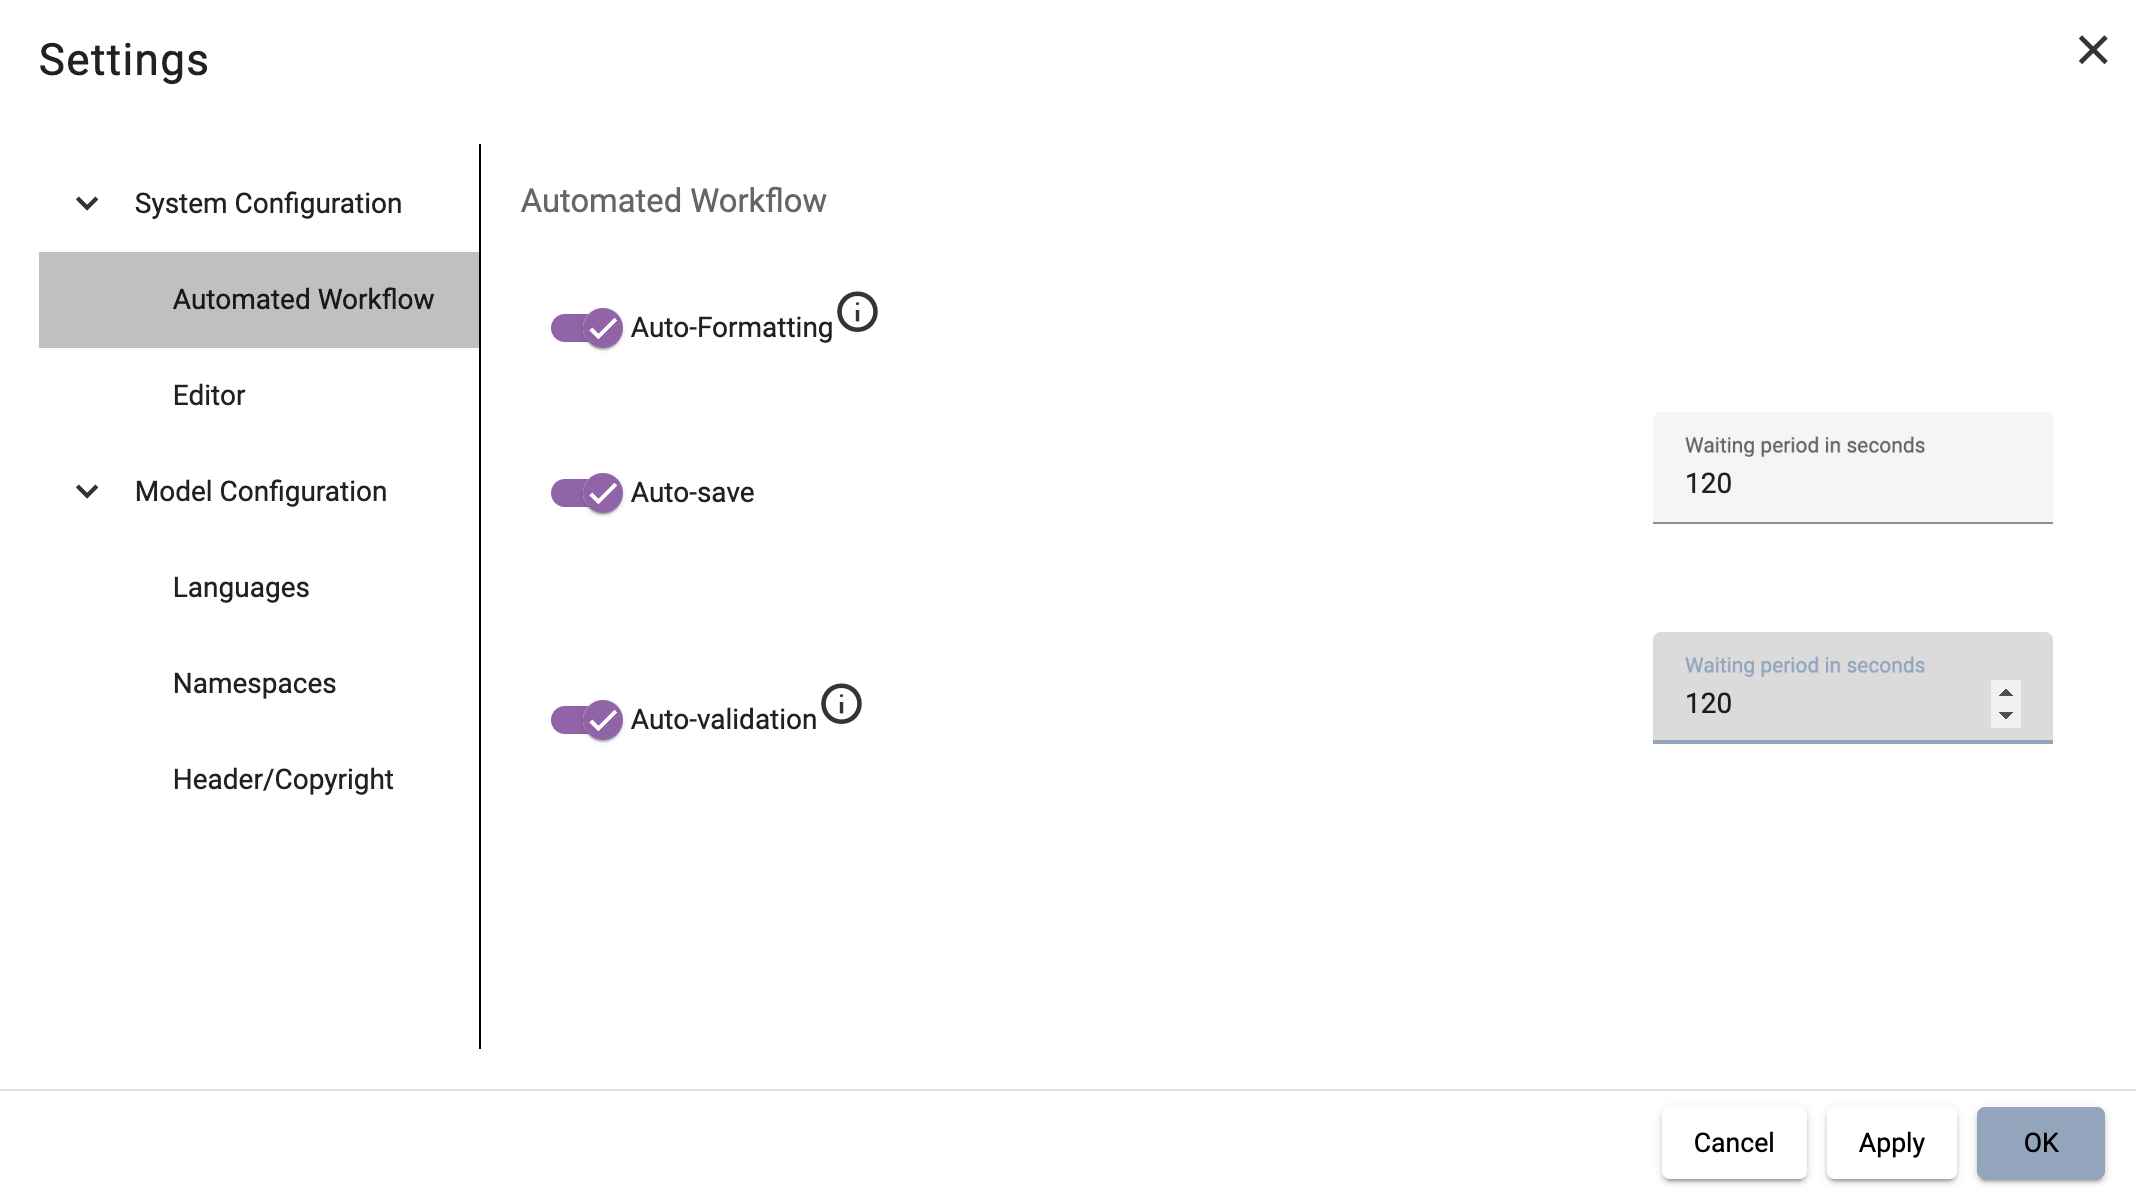 Settings
System Configuration
Automated Workflow
Editor
Model Configuration
Languages
Namespaces
Header/Copyright
Automated Workflow
Auto-Formatting
Auto-save
Waiting period in seconds
120
Auto-validation
Waiting period in seconds
120
Cancel
Apply
OK